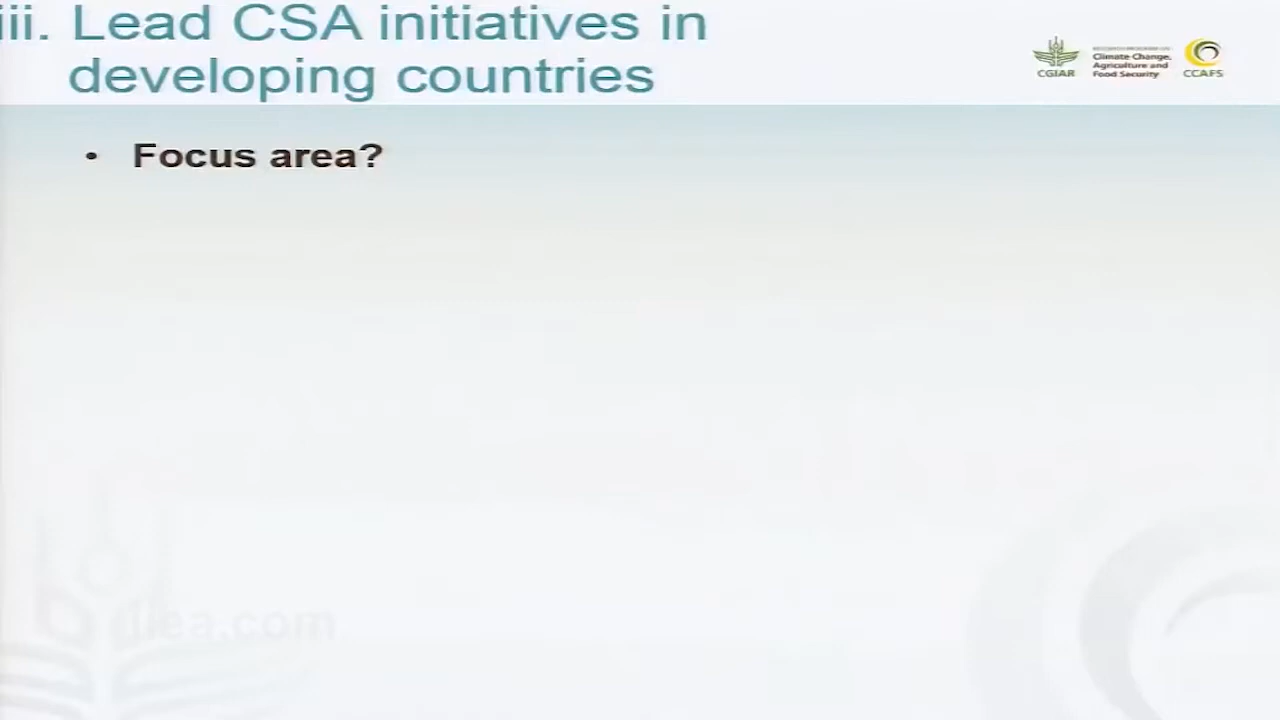 iii. Lead CSA initiatives in
developing countries
CGIAR
Climate Change,
Agriculture and
Food Security
CCAFS
• Focus area?